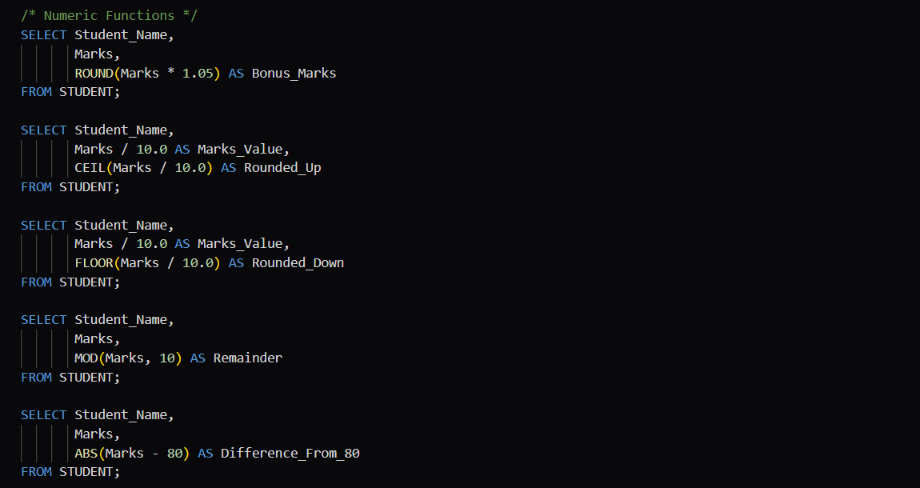 /* Numeric Functions */
SELECT Student_Name,
Marks,
ROUND(Marks * 1.05) AS Bonus_Marks
FROM STUDENT;
SELECT Student_Name,
Marks / 10.0 AS Marks_Value,
CEIL(Marks / 10.0) AS Rounded_Up
FROM STUDENT;
SELECT Student_Name,
Marks / 10.0 AS Marks_Value,
FLOOR(Marks / 10.0) AS Rounded_Down
FROM STUDENT;
SELECT Student_Name,
Marks,
MOD(Marks, 10) AS Remainder
FROM STUDENT;
SELECT Student_Name,
Marks,
ABS(Marks - 80) AS Difference_From_80
FROM STUDENT;